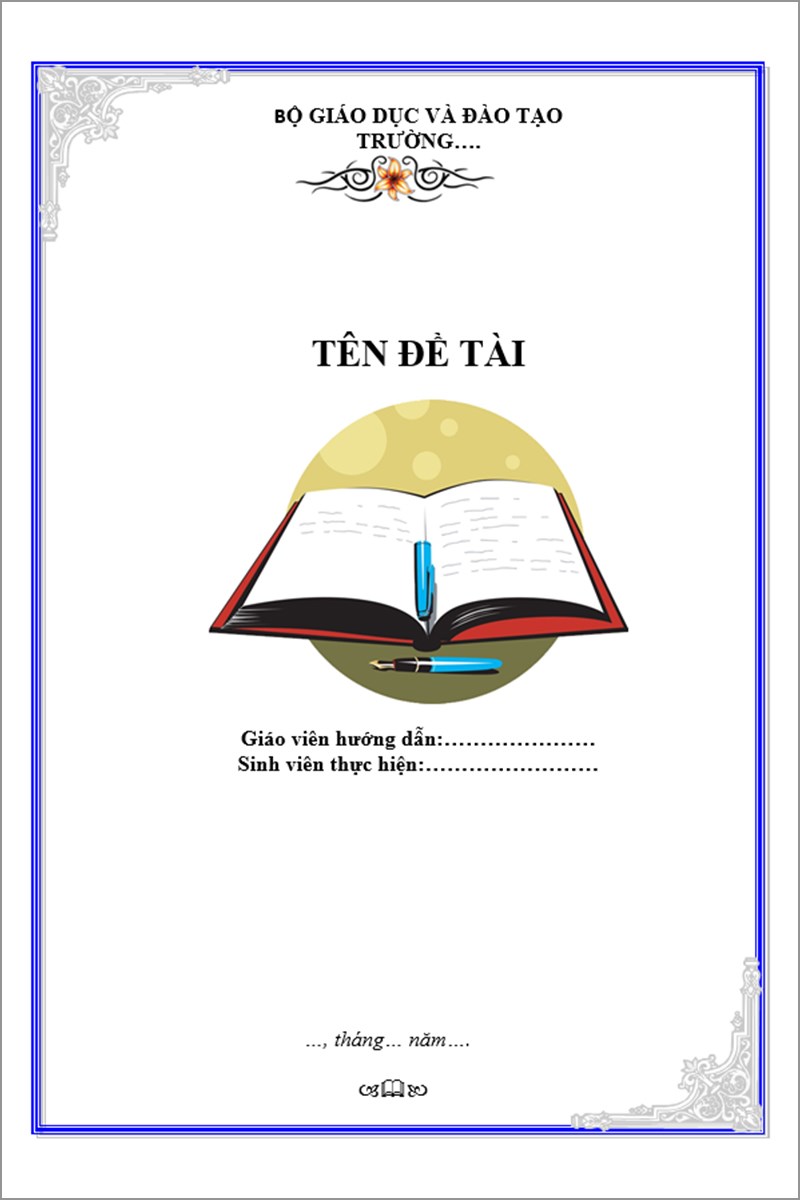 BỘ GIÁO DỤC VÀ ĐÀO TẠO
TRƯỜNG….
TÊN ĐỀ TÀI
Giáo viên hướng dẫn:…………………
Sinh viên thực hiện:……………………
…, tháng… năm….